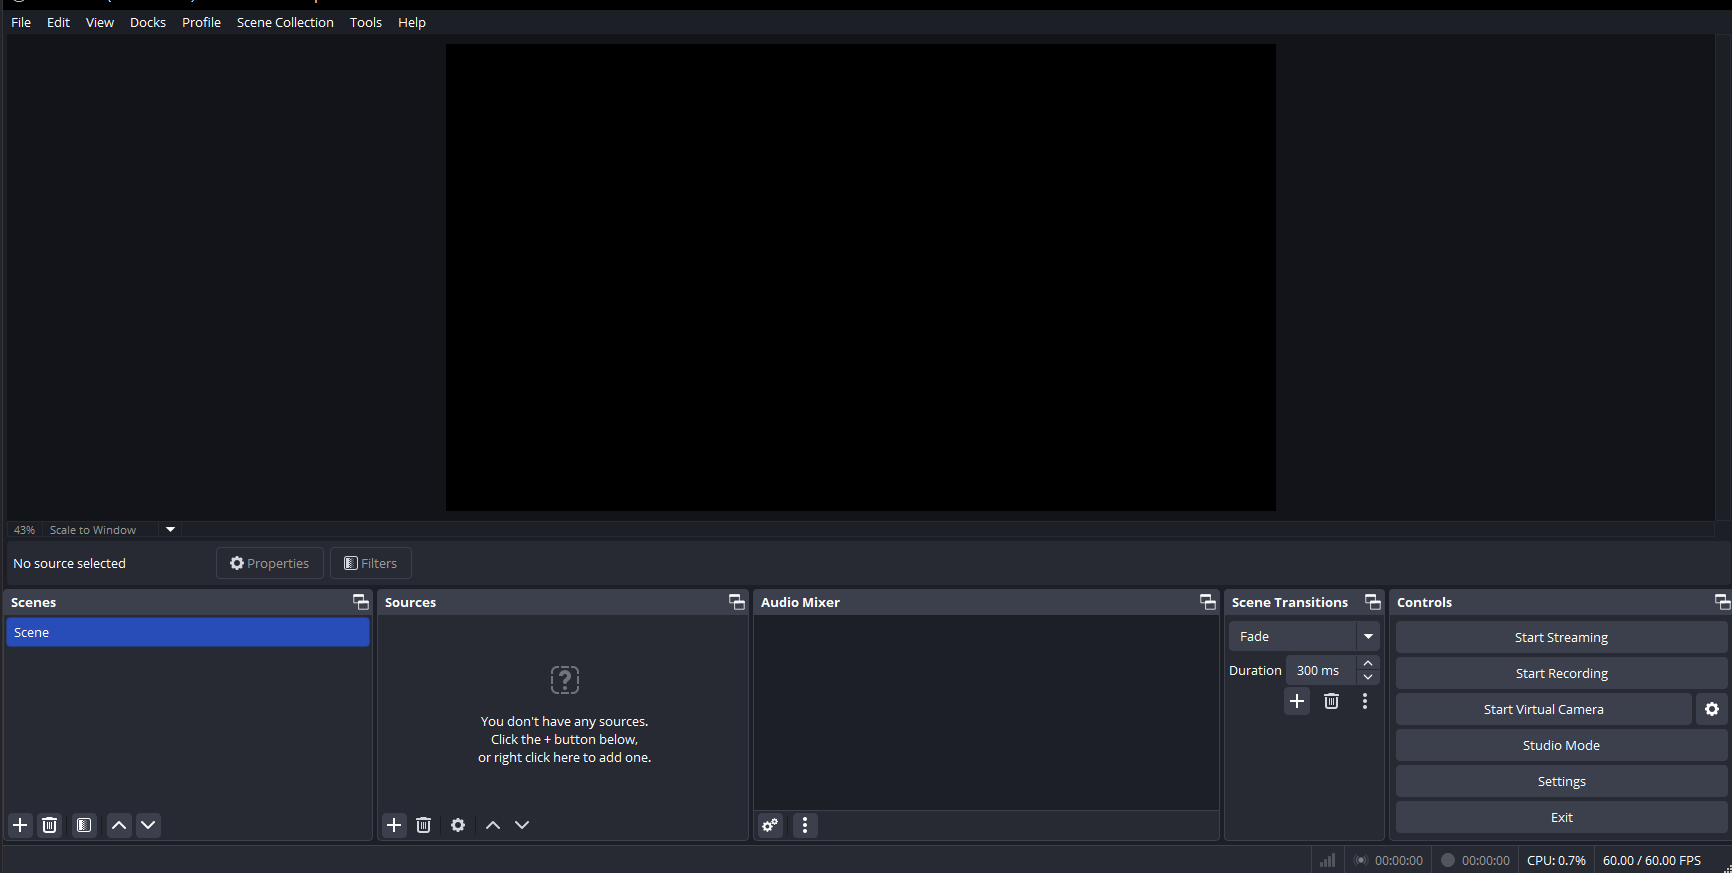 File Edit View Docks Profile Scene Collection Tools Help
43% Scale to Window
No source selected Properties Filters
Scenes
Scene
Sources
?
You don't have any sources.
Click the + button below,
or right click here to add one.
Audio Mixer
Scene Transitions
Fade
Duration 300 ms
Controls
Start Streaming
Start Recording
Start Virtual Camera
Studio Mode
Settings
Exit
00:00:00 00:00:00 CPU: 0.7% 60.00 / 60.00 FPS